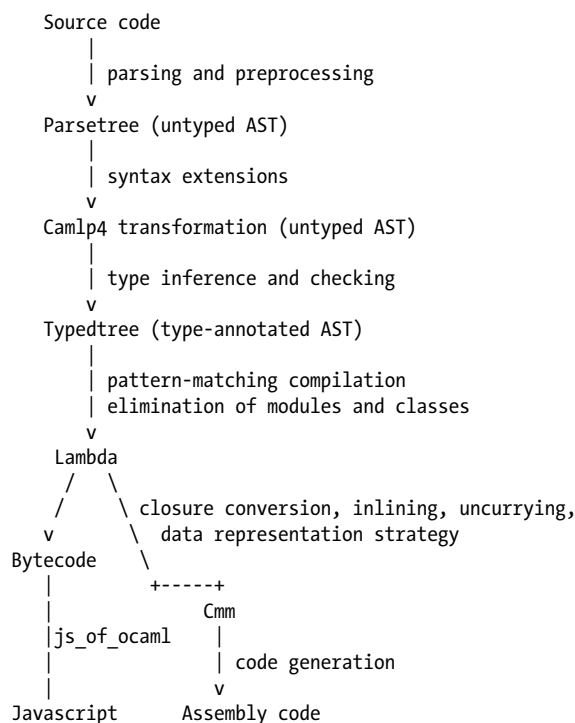 Source code
|
| parsing and preprocessing
v
Parsetree (untyped AST)
|
| syntax extensions
v
Camlp4 transformation (untyped AST)
|
| type inference and checking
v
Typedtree (type-annotated AST)
|
| pattern-matching compilation
| elimination of modules and classes
v
Lambda
/ \
/ \ closure conversion, inlining, uncurrying,
v \ data representation strategy
Bytecode \
| +-----+
| Cmm
|js_of_ocaml |
| | code generation
| v
Javascript Assembly code